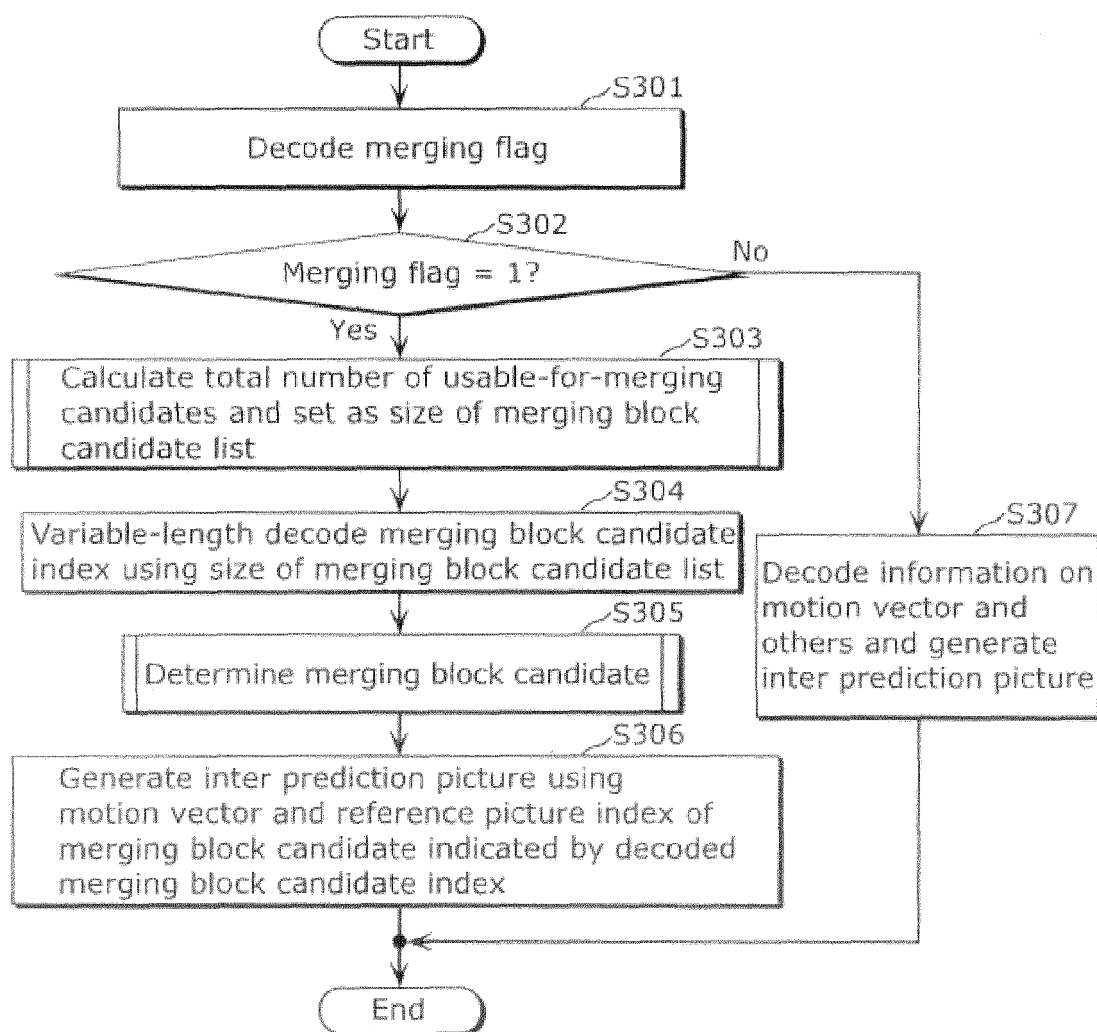 Start
S301
Decode merging flag
S302
Merging flag = 1?
No
Yes
S303
Calculate total number of usable-for-merging
candidates and set as size of merging block
candidate list
S304
Variable-length decode merging block candidate
index using size of merging block candidate list
S305
Determine merging block candidate
S306
Generate inter prediction picture using
motion vector and reference picture index of
merging block candidate indicated by decoded
merging block candidate index
S307
Decode information on
motion vector and
others and generate
inter prediction picture
End